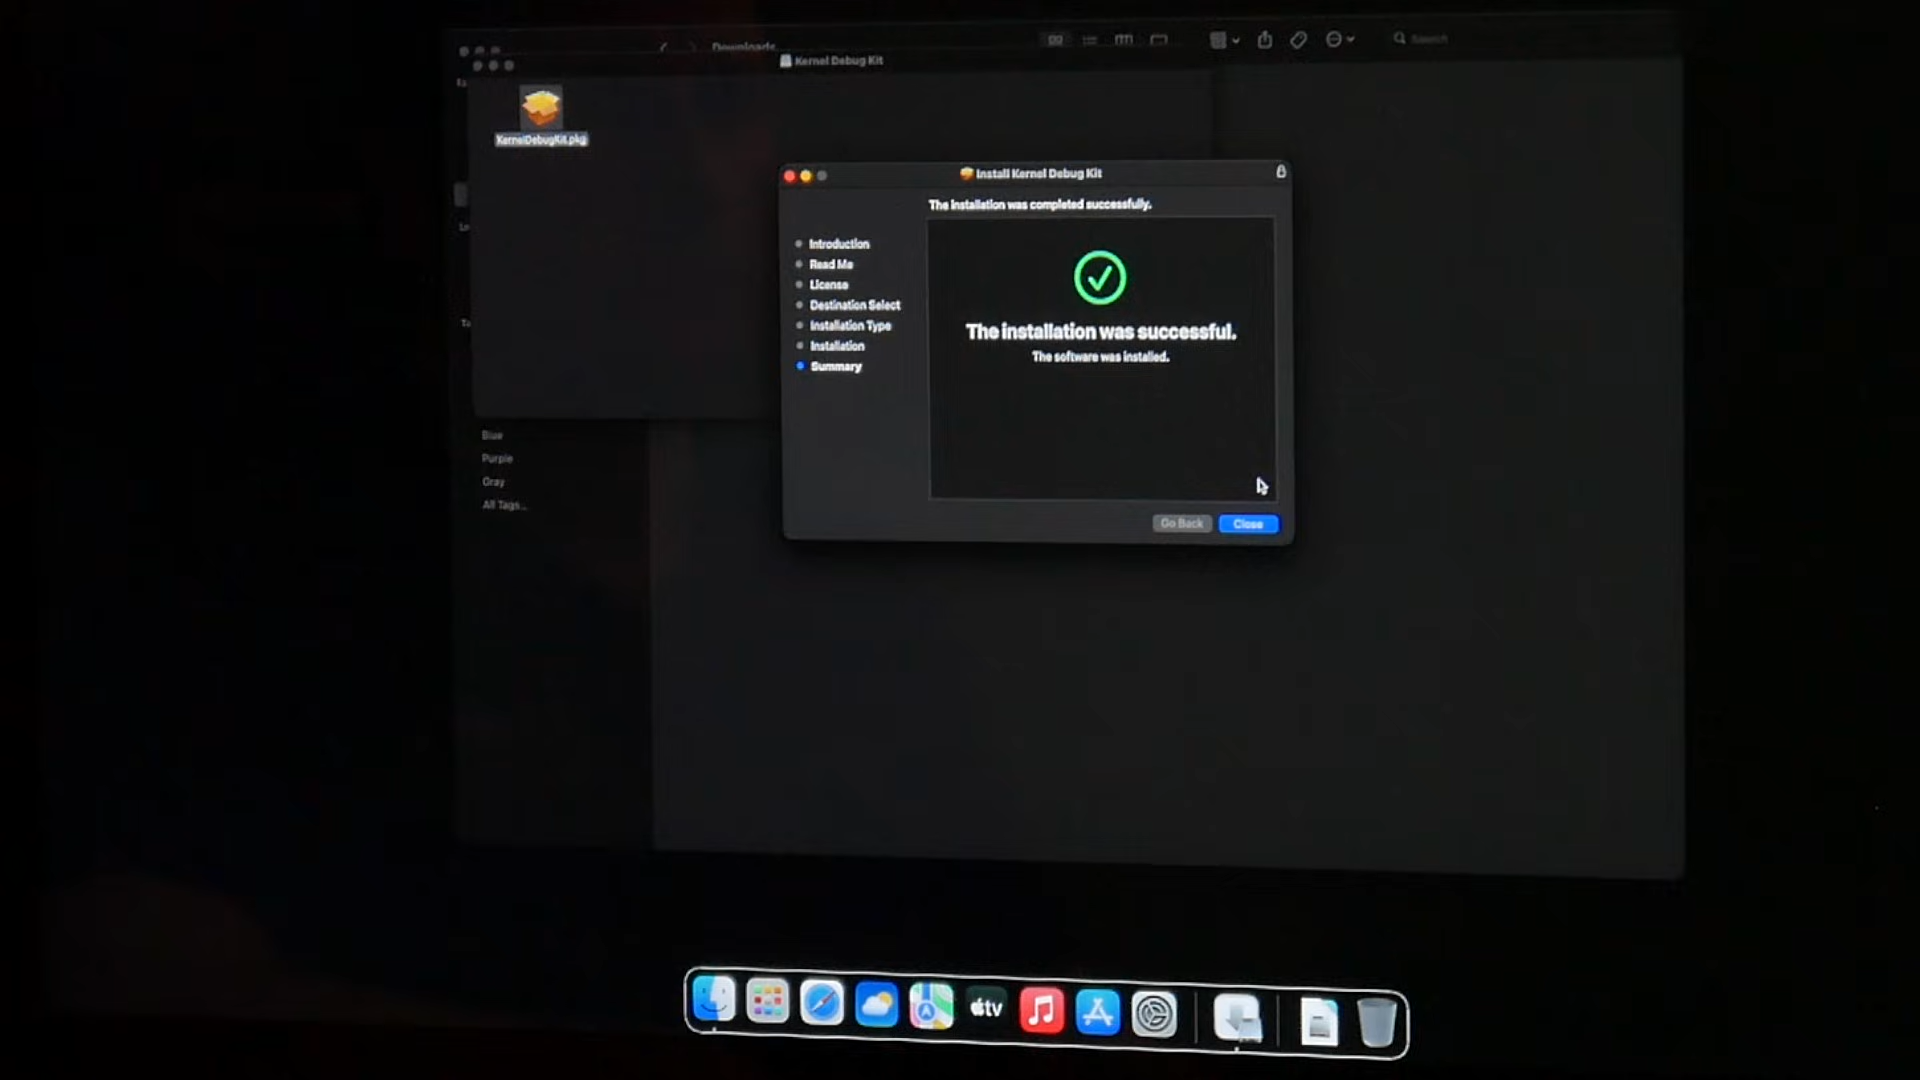 Downloads
Search
Kernel Debug Kit
KernelDebugKit.pkg
Install Kernel Debug Kit
The installation was completed successfully.
Introduction
Read Me
License
Destination Select
Installation Type
Installation
Summary
The installation was successful.
The software was installed.
Go Back
Close
Blue
Purple
Gray
All Tags...
tv